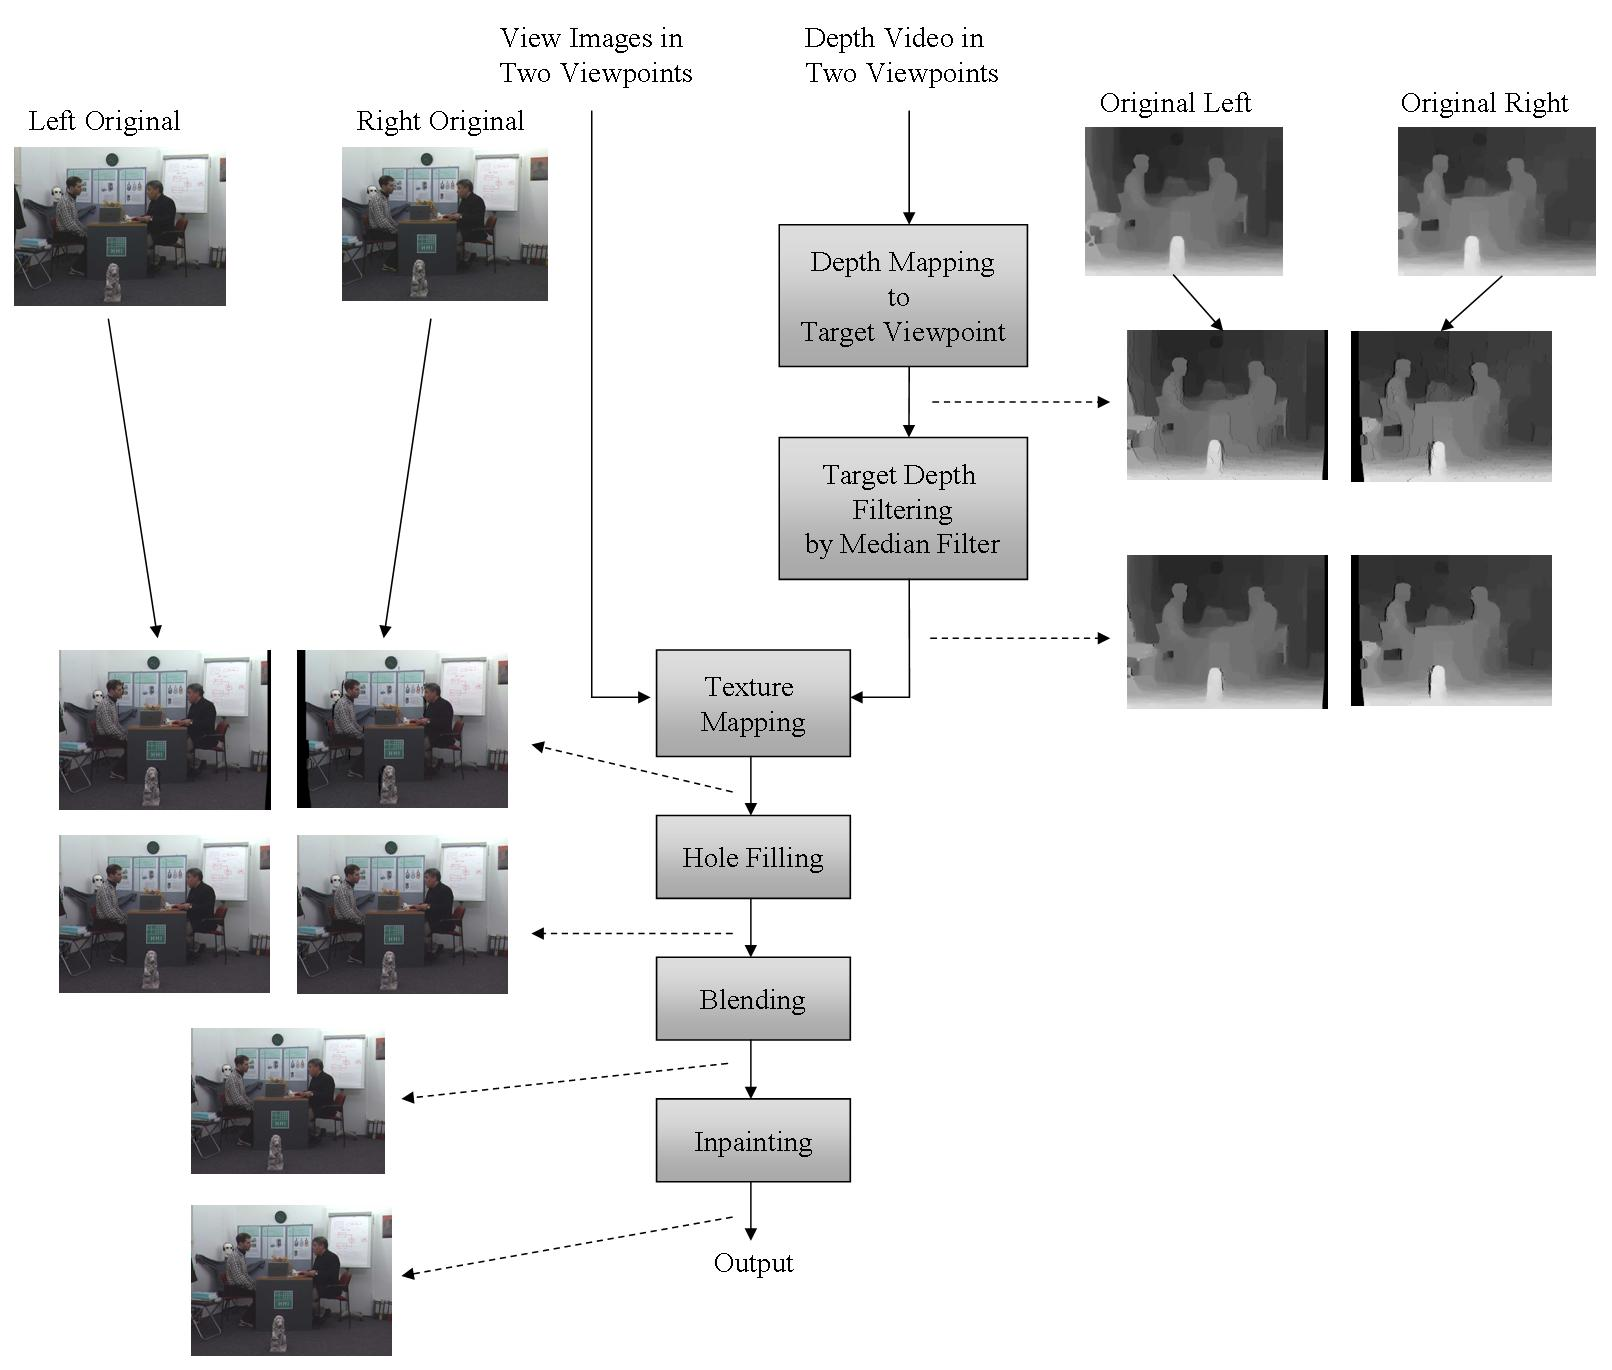 View Images in
Two Viewpoints
Depth Video in
Two Viewpoints
Left Original
Right Original
Original Left
Original Right
Depth Mapping
to
Target Viewpoint
Target Depth
Filtering
by Median Filter
Texture
Mapping
Hole Filling
Blending
Inpainting
Output